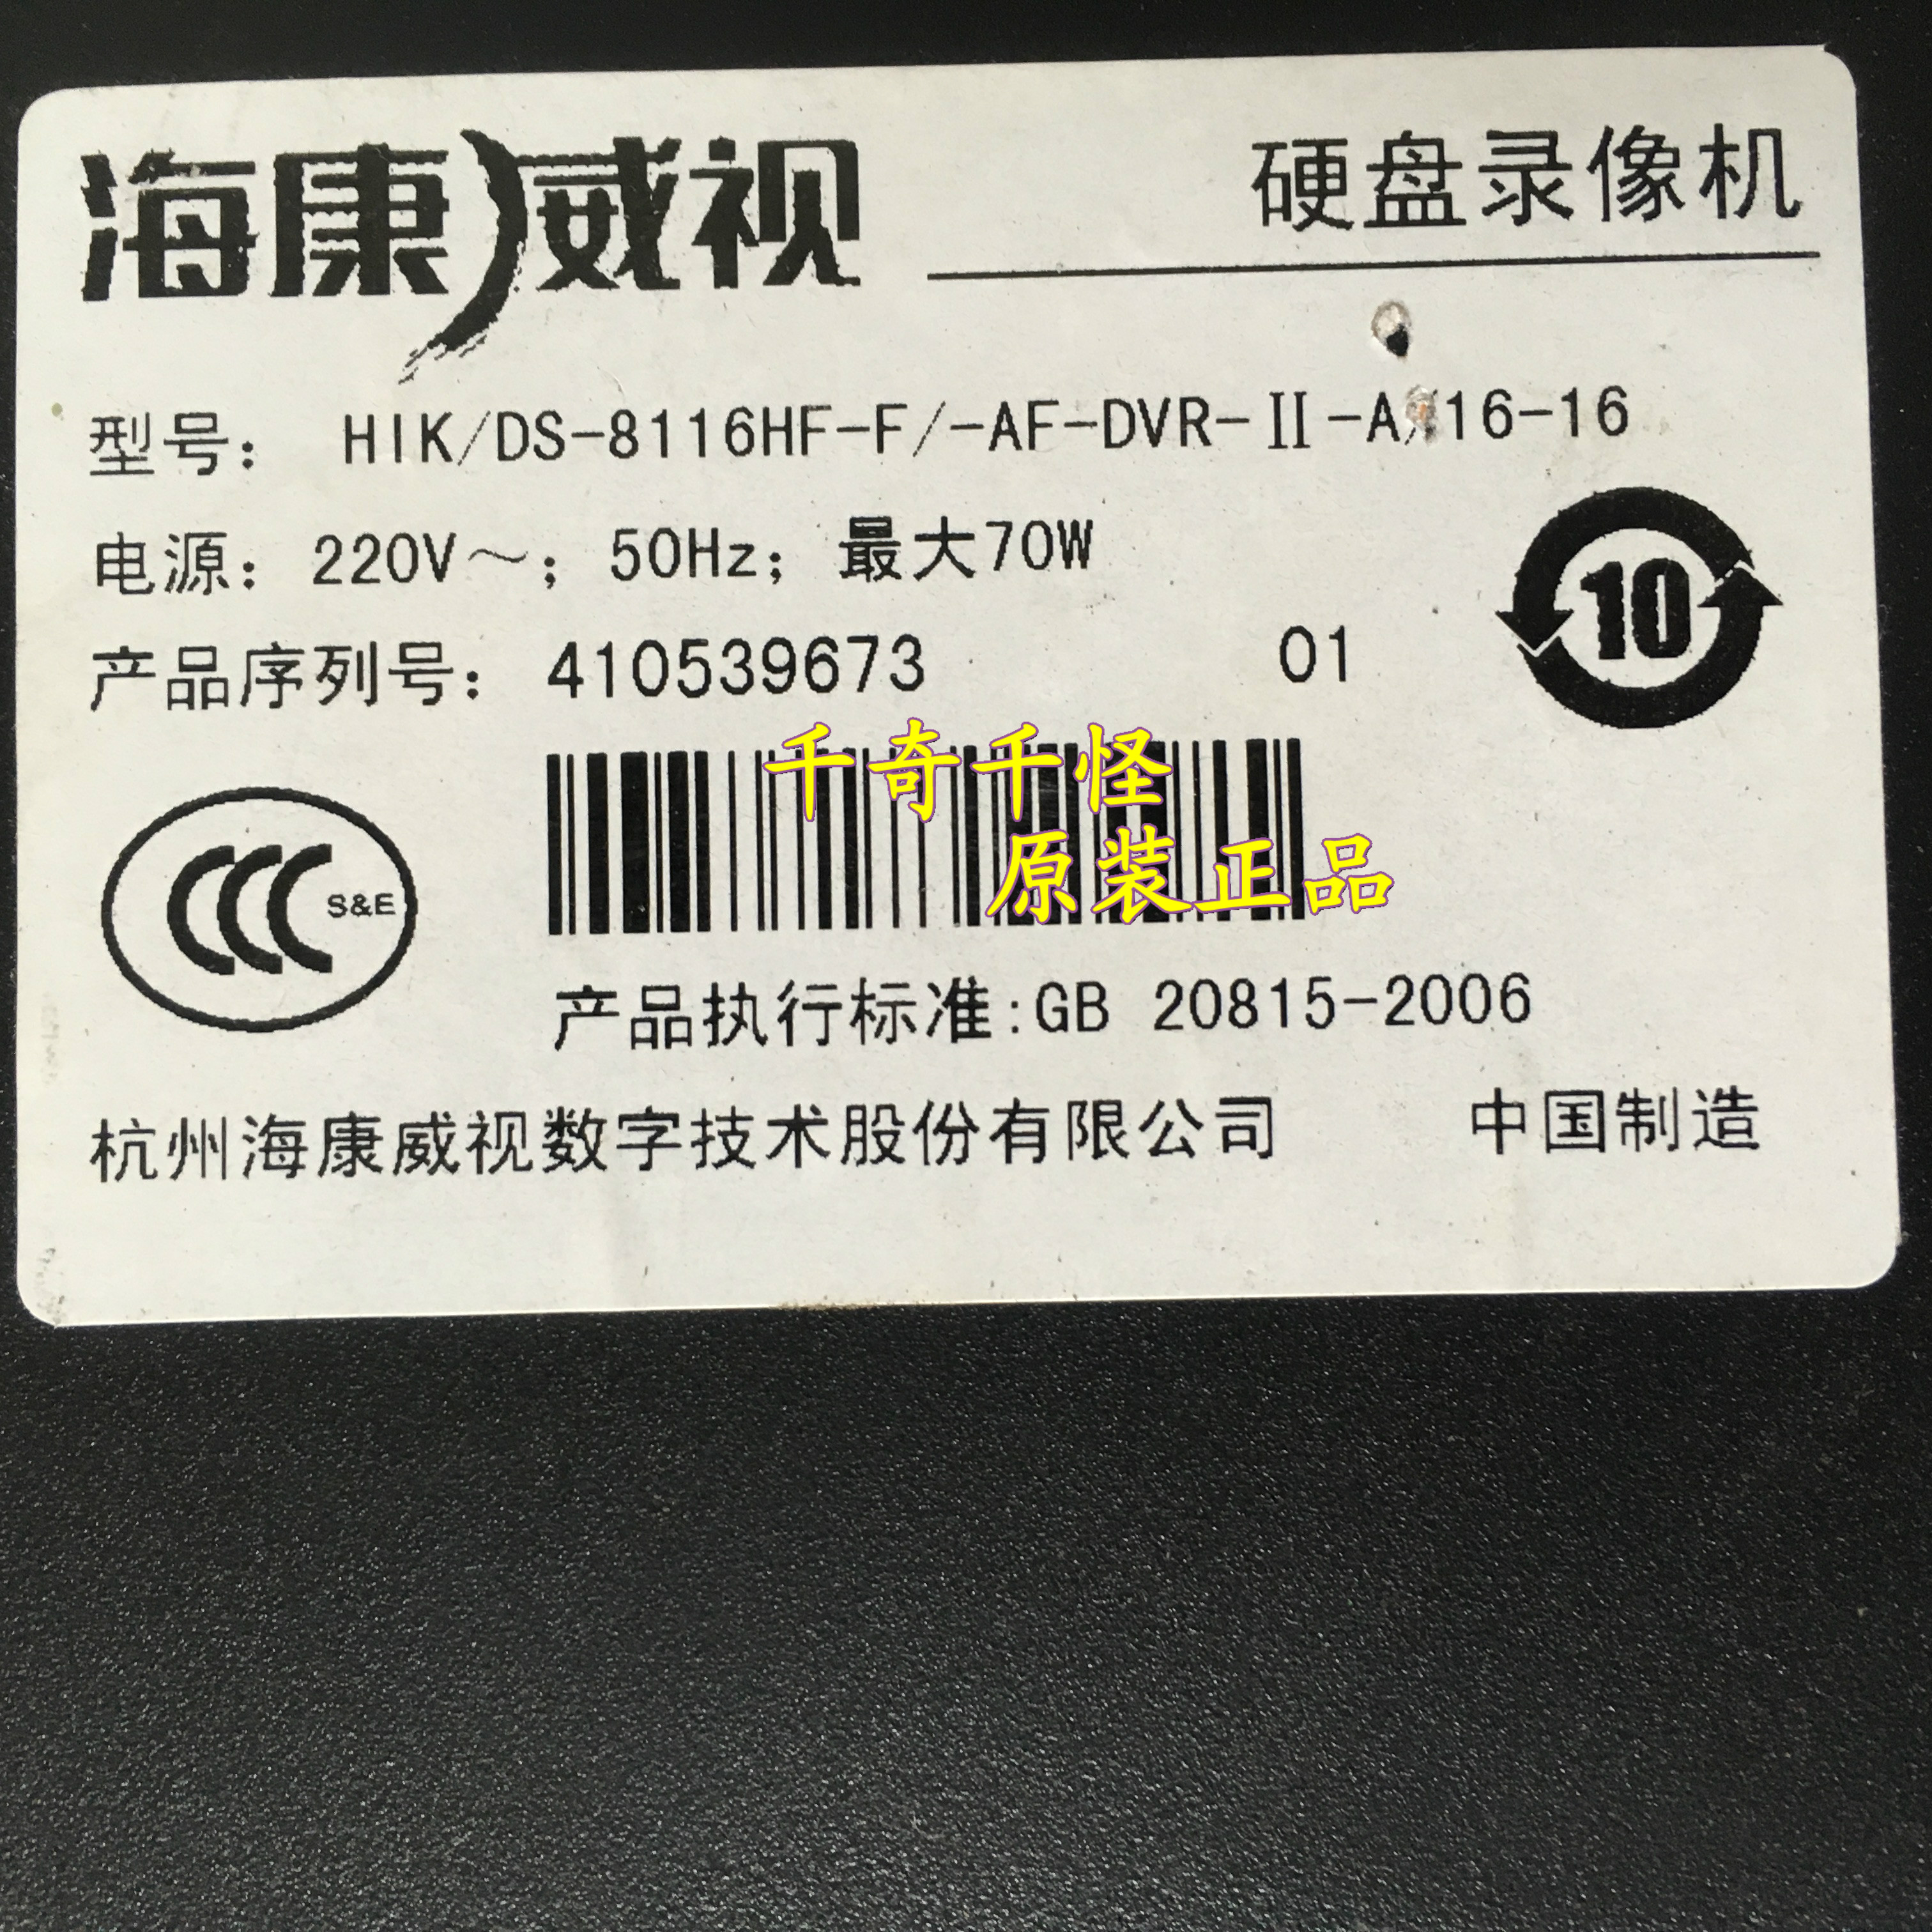 海康威视
硬盘录像机
型号： HIK/DS-8116HF-F/-AF-DVR-Ⅱ-A/16-16
电源：220V～；50Hz；最大70W
产品序列号：410539673 01
10
千奇千怪
原装正品
CCC S&E
产品执行标准:GB 20815-2006
杭州海康威视数字技术股份有限公司 中国制造